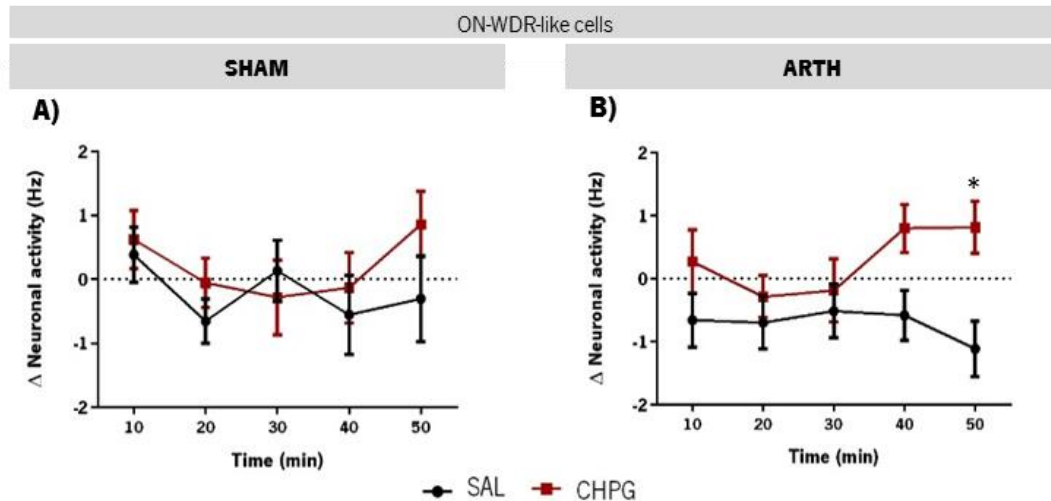 ON-WDR-like cells
SHAM
ARTH
A)
2
1
0
-1
-2
Δ Neuronal activity (Hz)
10 20 30 40 50
Time (min)
B)
2
1
0
-1
-2
Δ Neuronal activity (Hz)
*
10 20 30 40 50
Time (min)
SAL CHPG